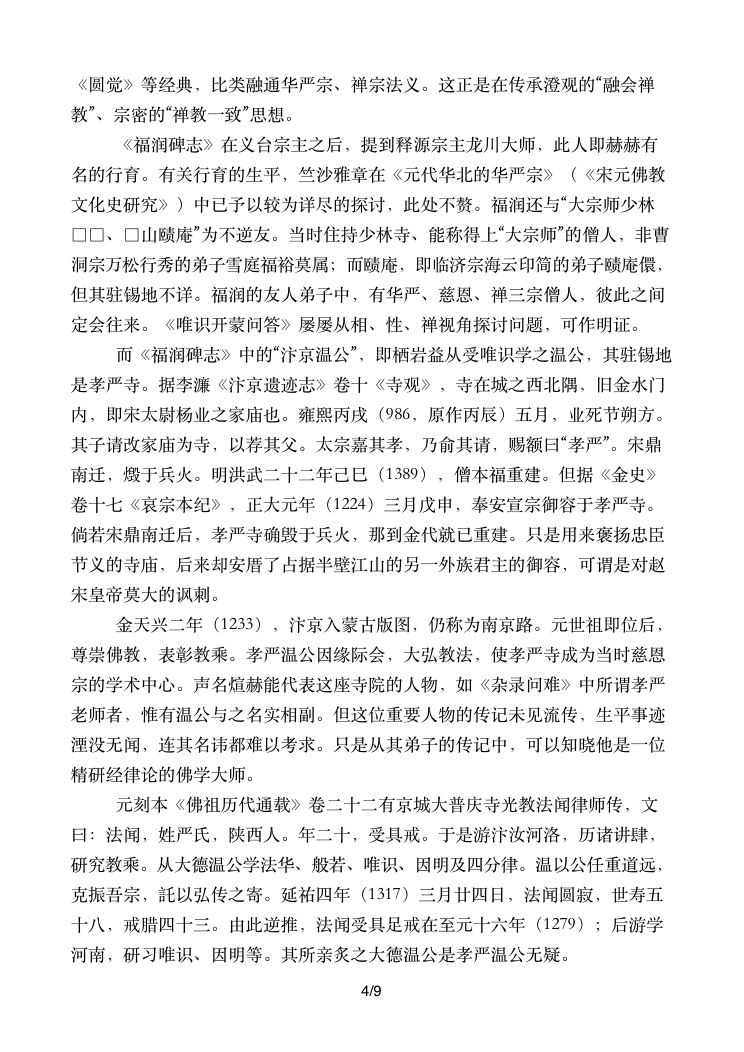 《圆觉》等经典，比类融通华严宗、禅宗法义。这正是在传承澄观的“融会禅
教”、宗密的“禅教一致”思想。
《福润碑志》在义台宗主之后，提到释源宗主龙川大师，此人即赫赫有
名的行育。有关行育的生平，竺沙雅章在《元代华北的华严宗》（《宋元佛教
文化史研究》）中已予以较为详尽的探讨，此处不赘。福润还与“大宗师少林
□□、□山赜庵”为不逆友。当时住持少林寺、能称得上“大宗师”的僧人，非曹
洞宗万松行秀的弟子雪庭福裕莫属；而赜庵，即临济宗海云印简的弟子赜庵儇，
但其驻锡地不详。福润的友人弟子中，有华严、慈恩、禅三宗僧人，彼此之间
定会往来。《唯识开蒙问答》屡屡从相、性、禅视角探讨问题，可作明证。
而《福润碑志》中的“汴京温公”，即栖岩益从受唯识学之温公，其驻锡地
是孝严寺。据李濂《汴京遗迹志》卷十《寺观》，寺在城之西北隅，旧金水门
内，即宋太尉杨业之家庙也。雍熙丙戌（986，原作丙辰）五月，业死节朔方。
其子请改家庙为寺，以荐其父。太宗嘉其孝，乃俞其请，赐额曰“孝严”。宋鼎
南迁，燬于兵火。明洪武二十二年己巳（1389），僧本福重建。但据《金史》
卷十七《哀宗本纪》，正大元年（1224）三月戊申，奉安宣宗御容于孝严寺。
倘若宋鼎南迁后，孝严寺确毁于兵火，那到金代就已重建。只是用来褒扬忠臣
节义的寺庙，后来却安厝了占据半壁江山的另一外族君主的御容，可谓是对赵
宋皇帝莫大的讽刺。
金天兴二年（1233），汴京入蒙古版图，仍称为南京路。元世祖即位后，
尊崇佛教，表彰教乘。孝严温公因缘际会，大弘教法，使孝严寺成为当时慈恩
宗的学术中心。声名煊赫能代表这座寺院的人物，如《杂录问难》中所谓孝严
老师者，惟有温公与之名实相副。但这位重要人物的传记未见流传，生平事迹
湮没无闻，连其名讳都难以考求。只是从其弟子的传记中，可以知晓他是一位
精研经律论的佛学大师。
元刻本《佛祖历代通载》卷二十二有京城大普庆寺光教法闻律师传，文
曰：法闻，姓严氏，陕西人。年二十，受具戒。于是游汴汝河洛，历诸讲肆，
研究教乘。从大德温公学法华、般若、唯识、因明及四分律。温以公任重道远，
克振吾宗，託以弘传之寄。延祐四年（1317）三月廿四日，法闻圆寂，世寿五
十八，戒腊四十三。由此逆推，法闻受具足戒在至元十六年（1279）；后游学
河南，研习唯识、因明等。其所亲炙之大德温公是孝严温公无疑。
4/9